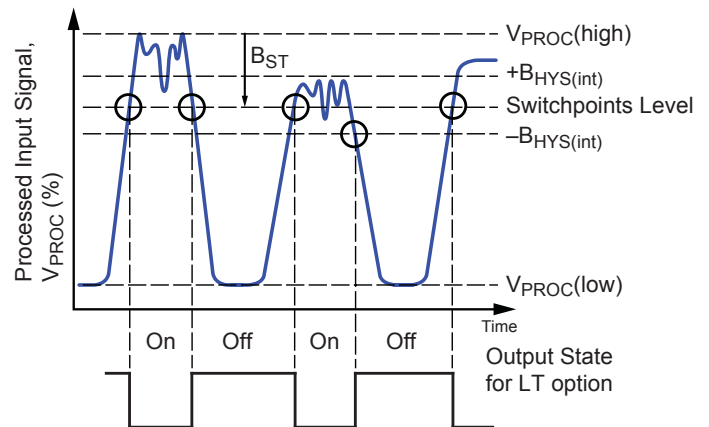 Processed Input Signal,
VPROC (%)
VPROC(high)
BST
+BHYS(int)
Switchpoints Level
–BHYS(int)
VPROC(low)
Time
On Off On Off
Output State
for LT option